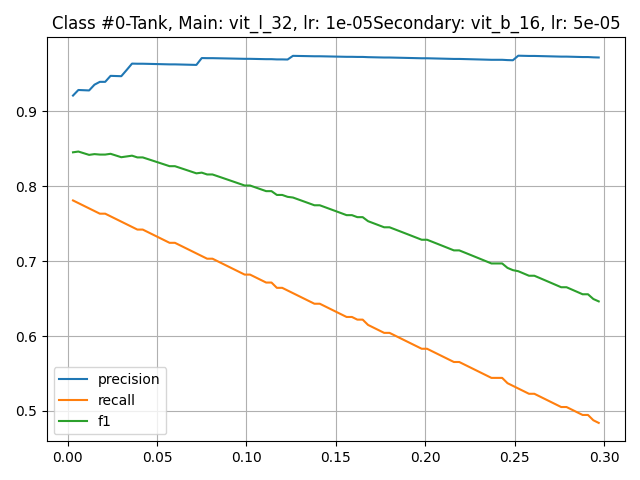 Class #0-Tank, Main: vit_l_32, lr: 1e-05Secondary: vit_b_16, lr: 5e-05
0.9
0.8
0.7
0.6
0.5
precision
recall
f1
0.00 0.05 0.10 0.15 0.20 0.25 0.30